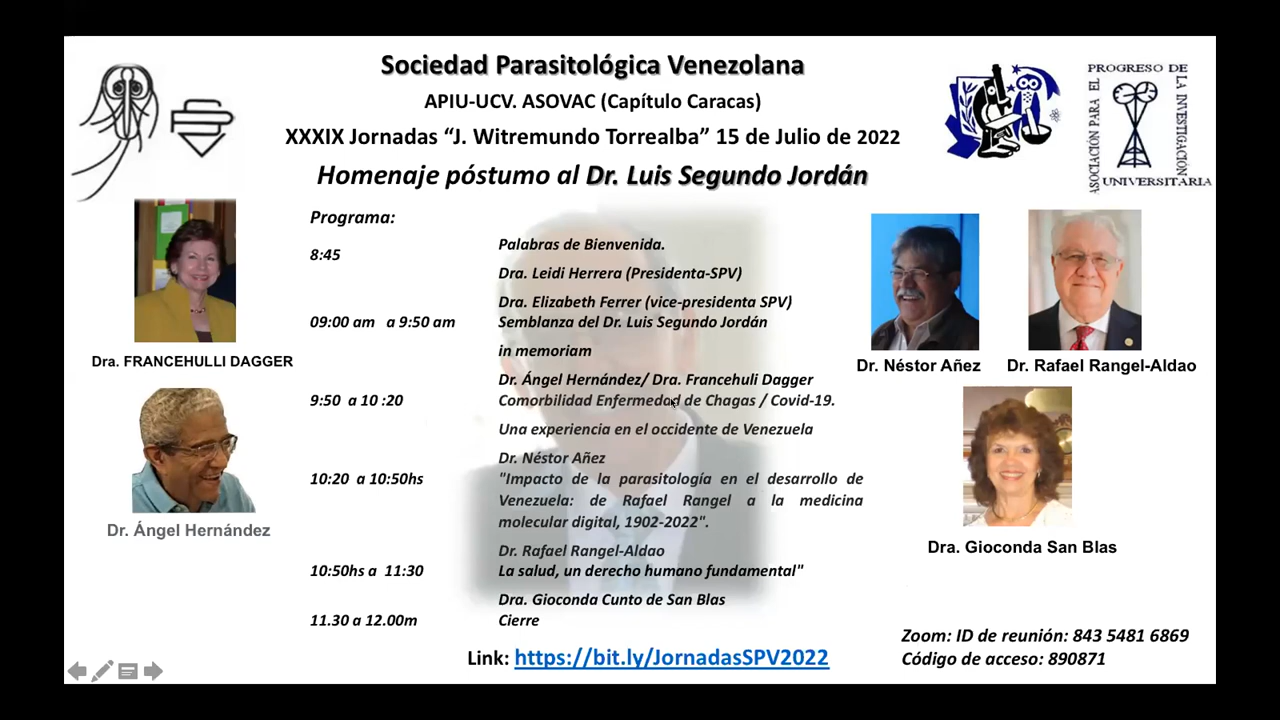 Sociedad Parasitológica Venezolana
APIU-UCV. ASOVAC (Capítulo Caracas)
XXXIX Jornadas “J. Witremundo Torrealba” 15 de Julio de 2022
Homenaje póstumo al Dr. Luis Segundo Jordán
PROGRESO DE
LA INVESTIGACIÓN
UNIVERSITARIA
ASOCIACIÓN PARA EL
Programa:
8:45
Palabras de Bienvenida.
Dra. Leidi Herrera (Presidenta-SPV)
Dra. Elizabeth Ferrer (vice-presidenta SPV)
09:00 am a 9:50 am
Semblanza del Dr. Luis Segundo Jordán
in memoriam
Dr. Ángel Hernández/ Dra. Francehuli Dagger
9:50 a 10 :20
Comorbilidad Enfermedad de Chagas / Covid-19.
Una experiencia en el occidente de Venezuela
Dr. Néstor Añez
10:20 a 10:50hs
"Impacto de la parasitología en el desarrollo de
Venezuela: de Rafael Rangel a la medicina
molecular digital, 1902-2022".
Dr. Rafael Rangel-Aldao
10:50hs a 11:30
La salud, un derecho humano fundamental"
Dra. Gioconda Cunto de San Blas
11.30 a 12.00m
Cierre
Dra. FRANCEHULLI DAGGER
Dr. Ángel Hernández
Dr. Néstor Añez
Dr. Rafael Rangel-Aldao
Dra. Gioconda San Blas
Link: https://bit.ly/JornadasSPV2022
Zoom: ID de reunión: 843 5481 6869
Código de acceso: 890871